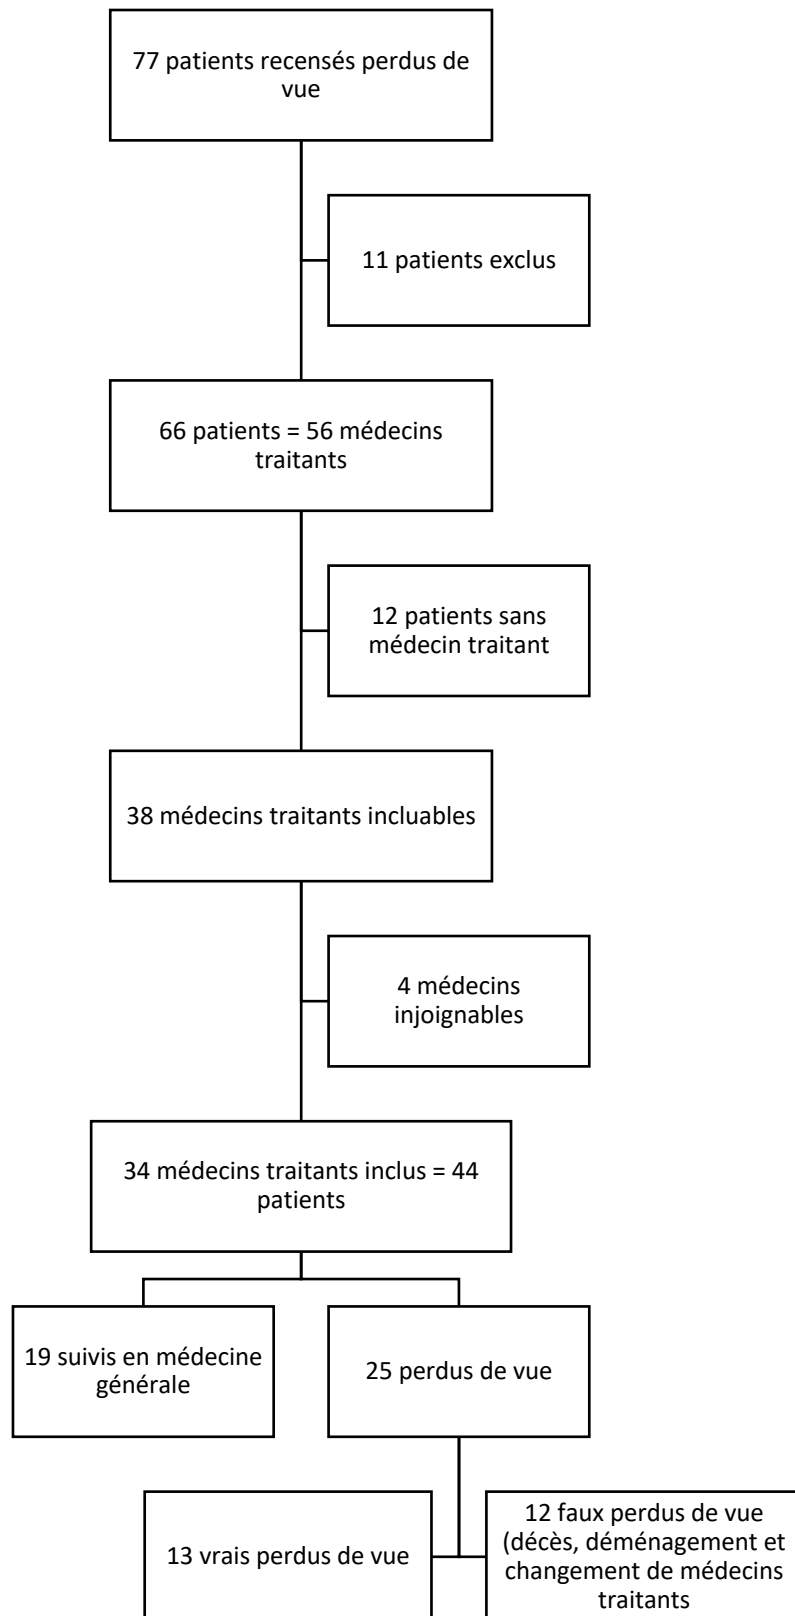 77 patients recensés perdus de
vue
11 patients exclus
66 patients = 56 médecins
traitants
12 patients sans
médecin traitant
38 médecins traitants incluables
4 médecins
injoignables
34 médecins traitants inclus = 44
patients
19 suivis en médecine
générale
25 perdus de vue
13 vrais perdus de vue
12 faux perdus de vue
(décès, déménagement et
changement de médecins
traitants